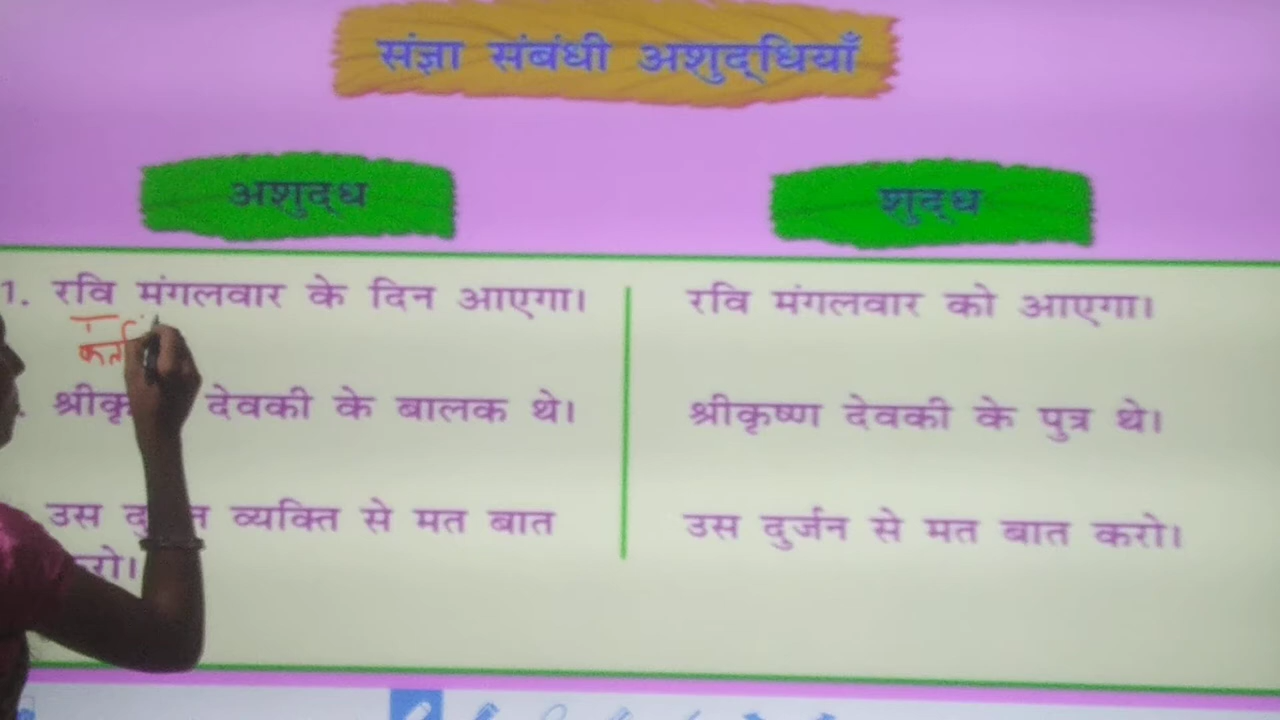 संज्ञा संबंधी अशुद्धियाँ
अशुद्ध
शुद्ध
1. रवि मंगलवार के दिन आएगा।
रवि मंगलवार को आएगा।
कर्ता
देवकी के बालक थे।
श्रीकृष्ण देवकी के पुत्र थे।
उस व्यक्ति से मत बात
उस दुर्जन से मत बात करो।